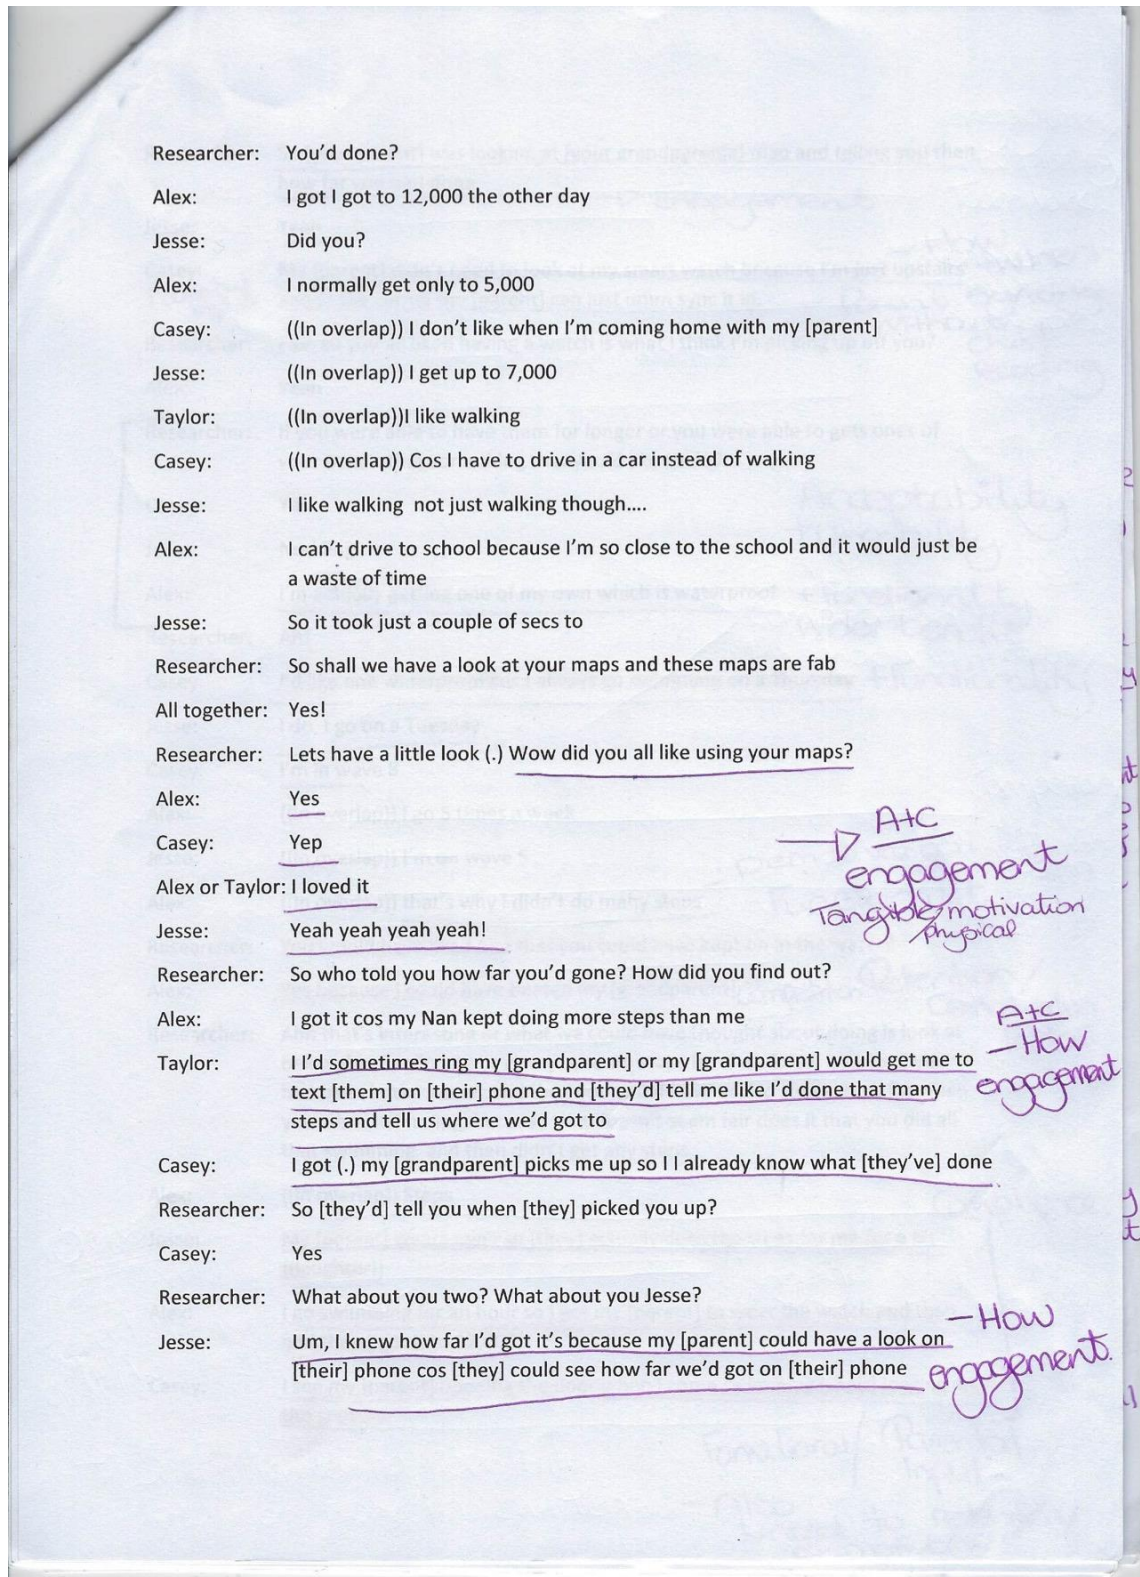 Researcher: You'd done?
Alex: I got I got to 12,000 the other day
Jesse: Did you?
Alex: I normally get only to 5,000
Casey: ((In overlap)) I don't like when I'm coming home with my [parent]
Jesse: ((In overlap)) I get up to 7,000
Taylor: ((In overlap))I like walking
Casey: ((In overlap)) Cos I have to drive in a car instead of walking
Jesse: I like walking not just walking though....
Alex: I can't drive to school because I'm so close to the school and it would just be
a waste of time
Jesse: So it took just a couple of secs to
Researcher: So shall we have a look at your maps and these maps are fab
All together: Yes!
Researcher: Lets have a little look (.) Wow did you all like using your maps?
Alex: Yes
Casey: Yep
A+C
engagement
Alex or Taylor: I loved it
Tangible/motivation
physical
Jesse: Yeah yeah yeah yeah!
Researcher: So who told you how far you'd gone? How did you find out?
Alex: I got it cos my Nan kept doing more steps than me
A+C
– How
engagement
Taylor: I I'd sometimes ring my [grandparent] or my [grandparent] would get me to
text [them] on [their] phone and [they'd] tell me like I'd done that many
steps and tell us where we'd got to
Casey: I got (.) my [grandparent] picks me up so I I already know what [they've] done
Researcher: So [they'd] tell you when [they] picked you up?
Casey: Yes
Researcher: What about you two? What about you Jesse?
Jesse: Um, I knew how far I'd got it's because my [parent] could have a look on
[their] phone cos [they] could see how far we'd got on [their] phone
– How
engagement.